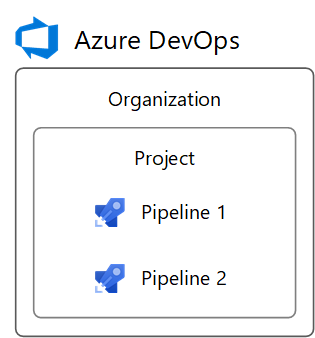 Azure DevOps
Organization
Project
Pipeline 1
Pipeline 2